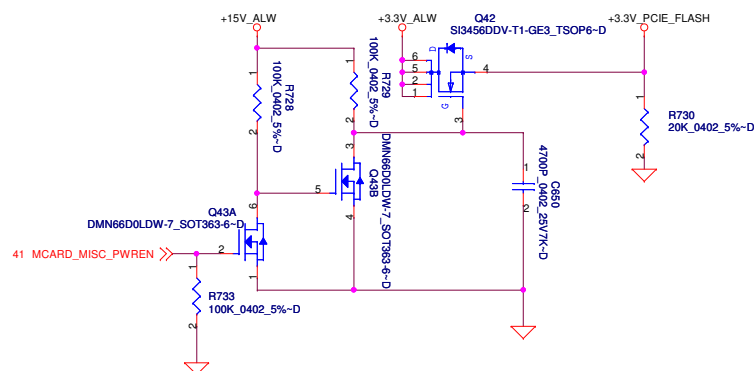 +15V_ALW
+3.3V_ALW
Q42
SI3456DDV-T1-GE3_TSOP6~D
+3.3V_PCIE_FLASH
D
S
G
6
5
2
1
4
3
1
R728
100K_0402_5%~D
2
1
R729
100K_0402_5%~D
2
1
R730
20K_0402_5%~D
2
3
DMN66D0LDW-7_SOT363-6~D
Q43B
5
4
1
C650
4700P_0402_25V7K~D
2
6
Q43A
DMN66D0LDW-7_SOT363-6~D
2
1
41 MCARD_MISC_PWREN
1
R733
100K_0402_5%~D
2